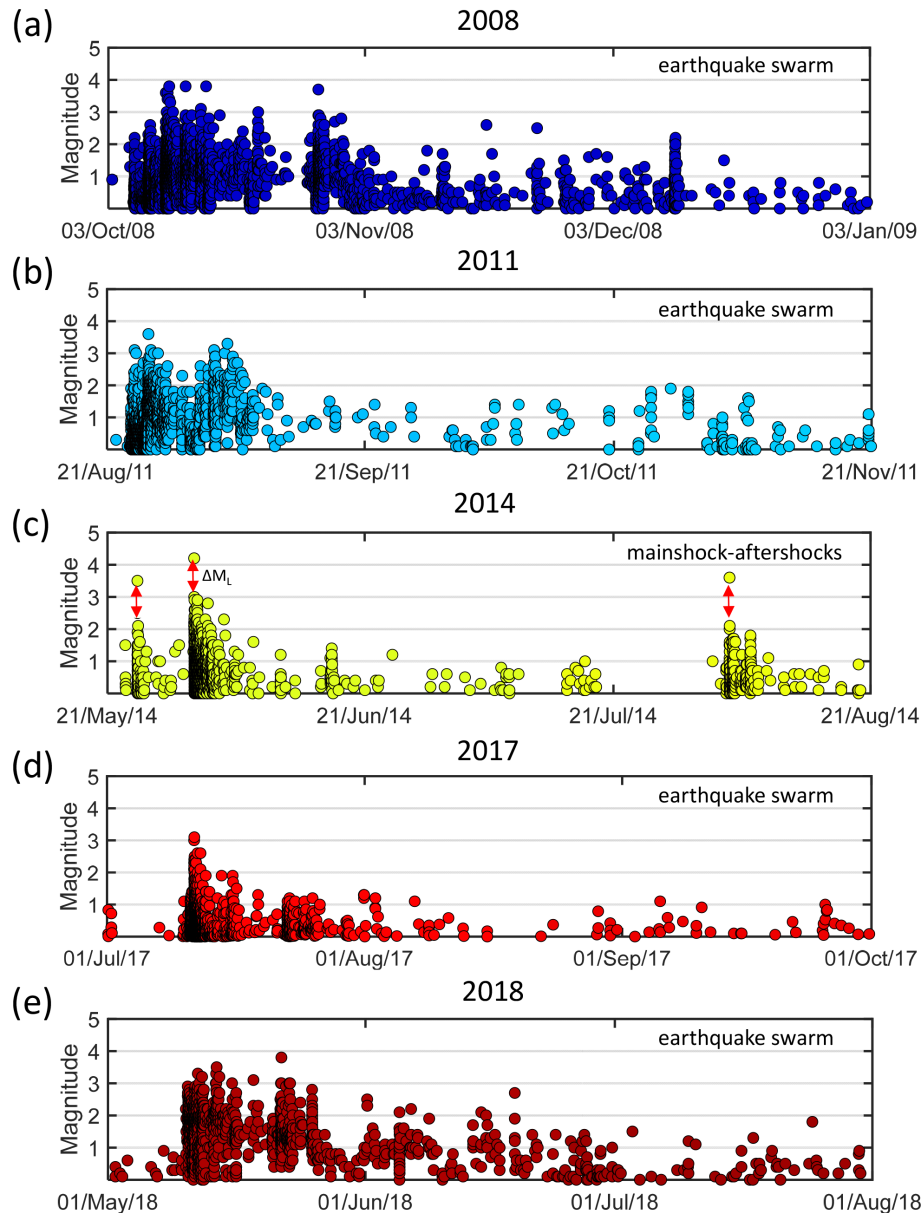 (a)
2008
earthquake swarm
Magnitude
5
4
3
2
1
03/Oct/08 03/Nov/08 03/Dec/08 03/Jan/09
(b)
2011
earthquake swarm
Magnitude
5
4
3
2
1
21/Aug/11 21/Sep/11 21/Oct/11 21/Nov/11
(c)
2014
mainshock-aftershocks
ΔML
Magnitude
5
4
3
2
1
21/May/14 21/Jun/14 21/Jul/14 21/Aug/14
(d)
2017
earthquake swarm
Magnitude
5
4
3
2
1
01/Jul/17 01/Aug/17 01/Sep/17 01/Oct/17
(e)
2018
earthquake swarm
Magnitude
5
4
3
2
1
01/May/18 01/Jun/18 01/Jul/18 01/Aug/18